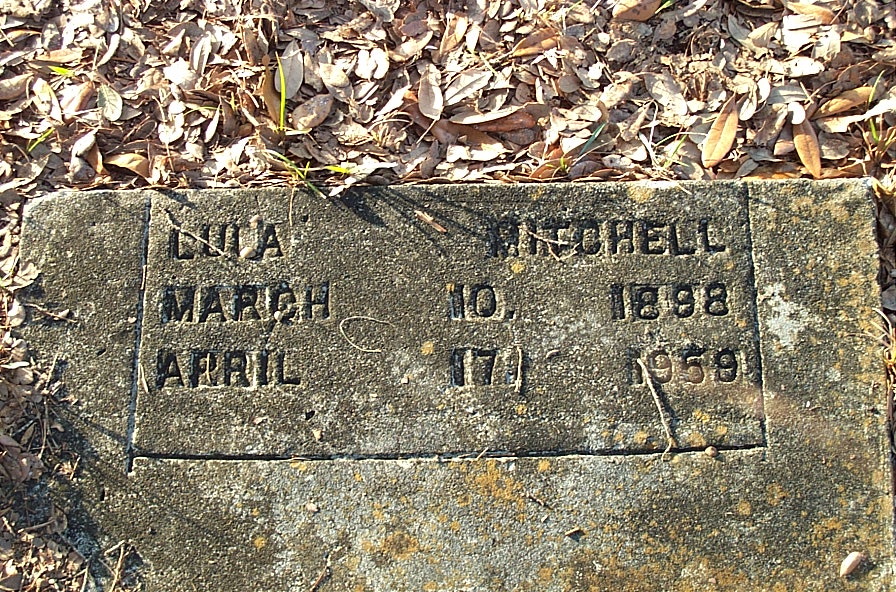 LULA MITCHELL
MARCH 10, 1898
APRIL 17, 1959